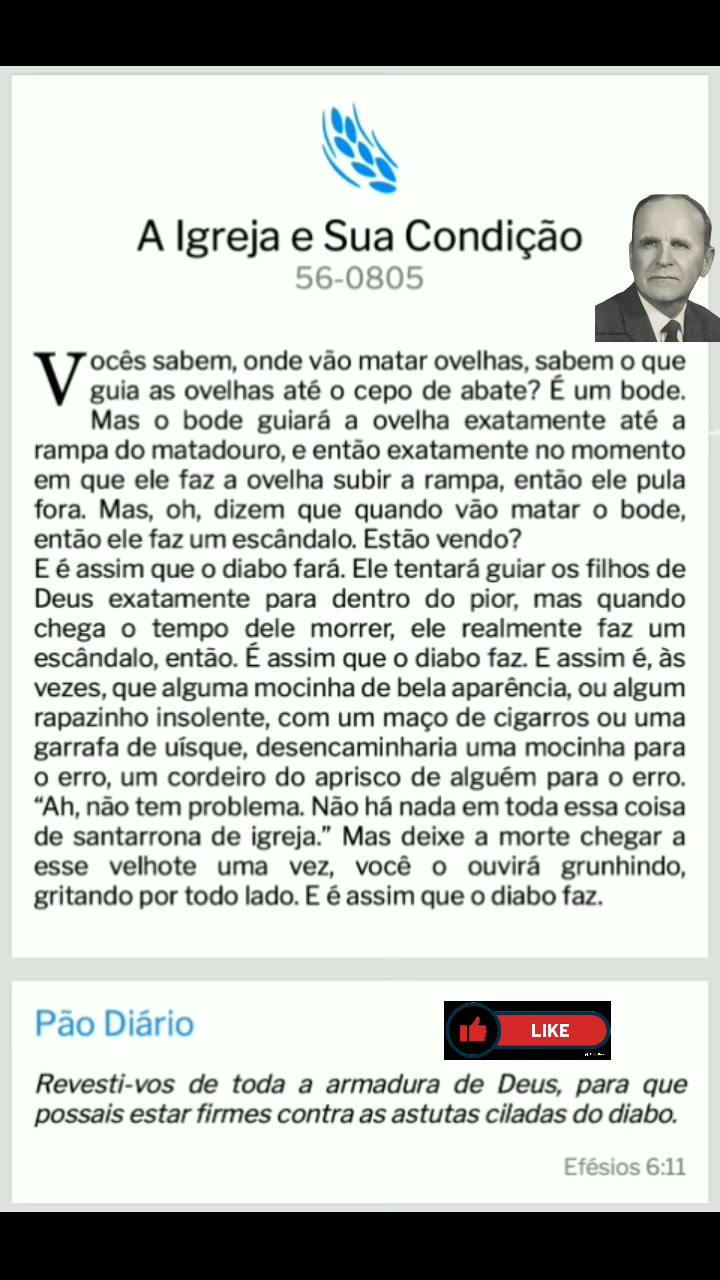 A Igreja e Sua Condição
56-0805
Vocês sabem, onde vão matar ovelhas, sabem o que
guia as ovelhas até o cepo de abate? É um bode.
Mas o bode guiará a ovelha exatamente até a
rampa do matadouro, e então exatamente no momento
em que ele faz a ovelha subir a rampa, então ele pula
fora. Mas, oh, dizem que quando vão matar o bode,
então ele faz um escândalo. Estão vendo?
E é assim que o diabo fará. Ele tentará guiar os filhos de
Deus exatamente para dentro do pior, mas quando
chega o tempo dele morrer, ele realmente faz um
escândalo, então. É assim que o diabo faz. E assim é, às
vezes, que alguma mocinha de bela aparência, ou algum
rapazinho insolente, com um maço de cigarros ou uma
garrafa de uísque, desencaminharia uma mocinha para
o erro, um cordeiro do aprisco de alguém para o erro.
“Ah, não tem problema. Não há nada em toda essa coisa
de santarrona de igreja.” Mas deixe a morte chegar a
esse velhote uma vez, você o ouvirá grunhindo,
gritando por todo lado. E é assim que o diabo faz.
Pão Diário
LIKE
Revesti-vos de toda a armadura de Deus, para que
possais estar firmes contra as astutas ciladas do diabo.
Efésios 6:11